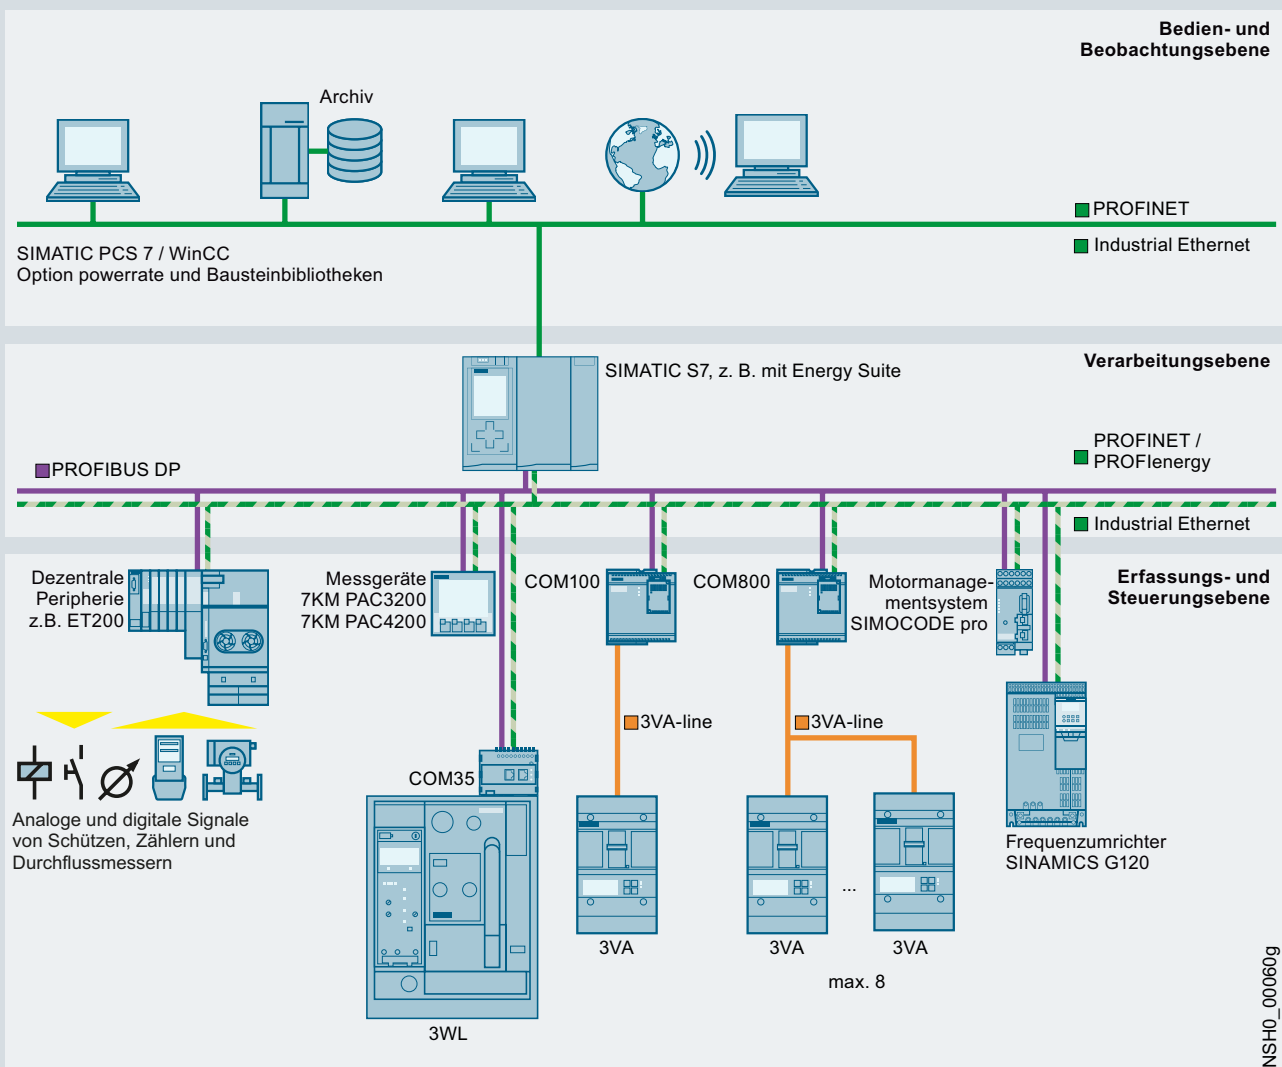 Bedien- und
Beobachtungsebene
Archiv
PROFINET
Industrial Ethernet
SIMATIC PCS 7 / WinCC
Option powerrate und Bausteinbibliotheken
Verarbeitungsebene
SIMATIC S7, z. B. mit Energy Suite
PROFINET /
PROFIenergy
PROFIBUS DP
Industrial Ethernet
Erfassungs- und
Steuerungsebene
Dezentrale
Peripherie
z.B. ET200
Messgeräte
7KM PAC3200
7KM PAC4200
COM100
COM800
Motormanage-
mentsystem
SIMOCODE pro
3VA-line
3VA-line
COM35
Analoge und digitale Signale
von Schützen, Zählern und
Durchflussmessern
Frequenzumrichter
SINAMICS G120
...
3VA
3VA
3VA
max. 8
3WL
NSH0_00060g